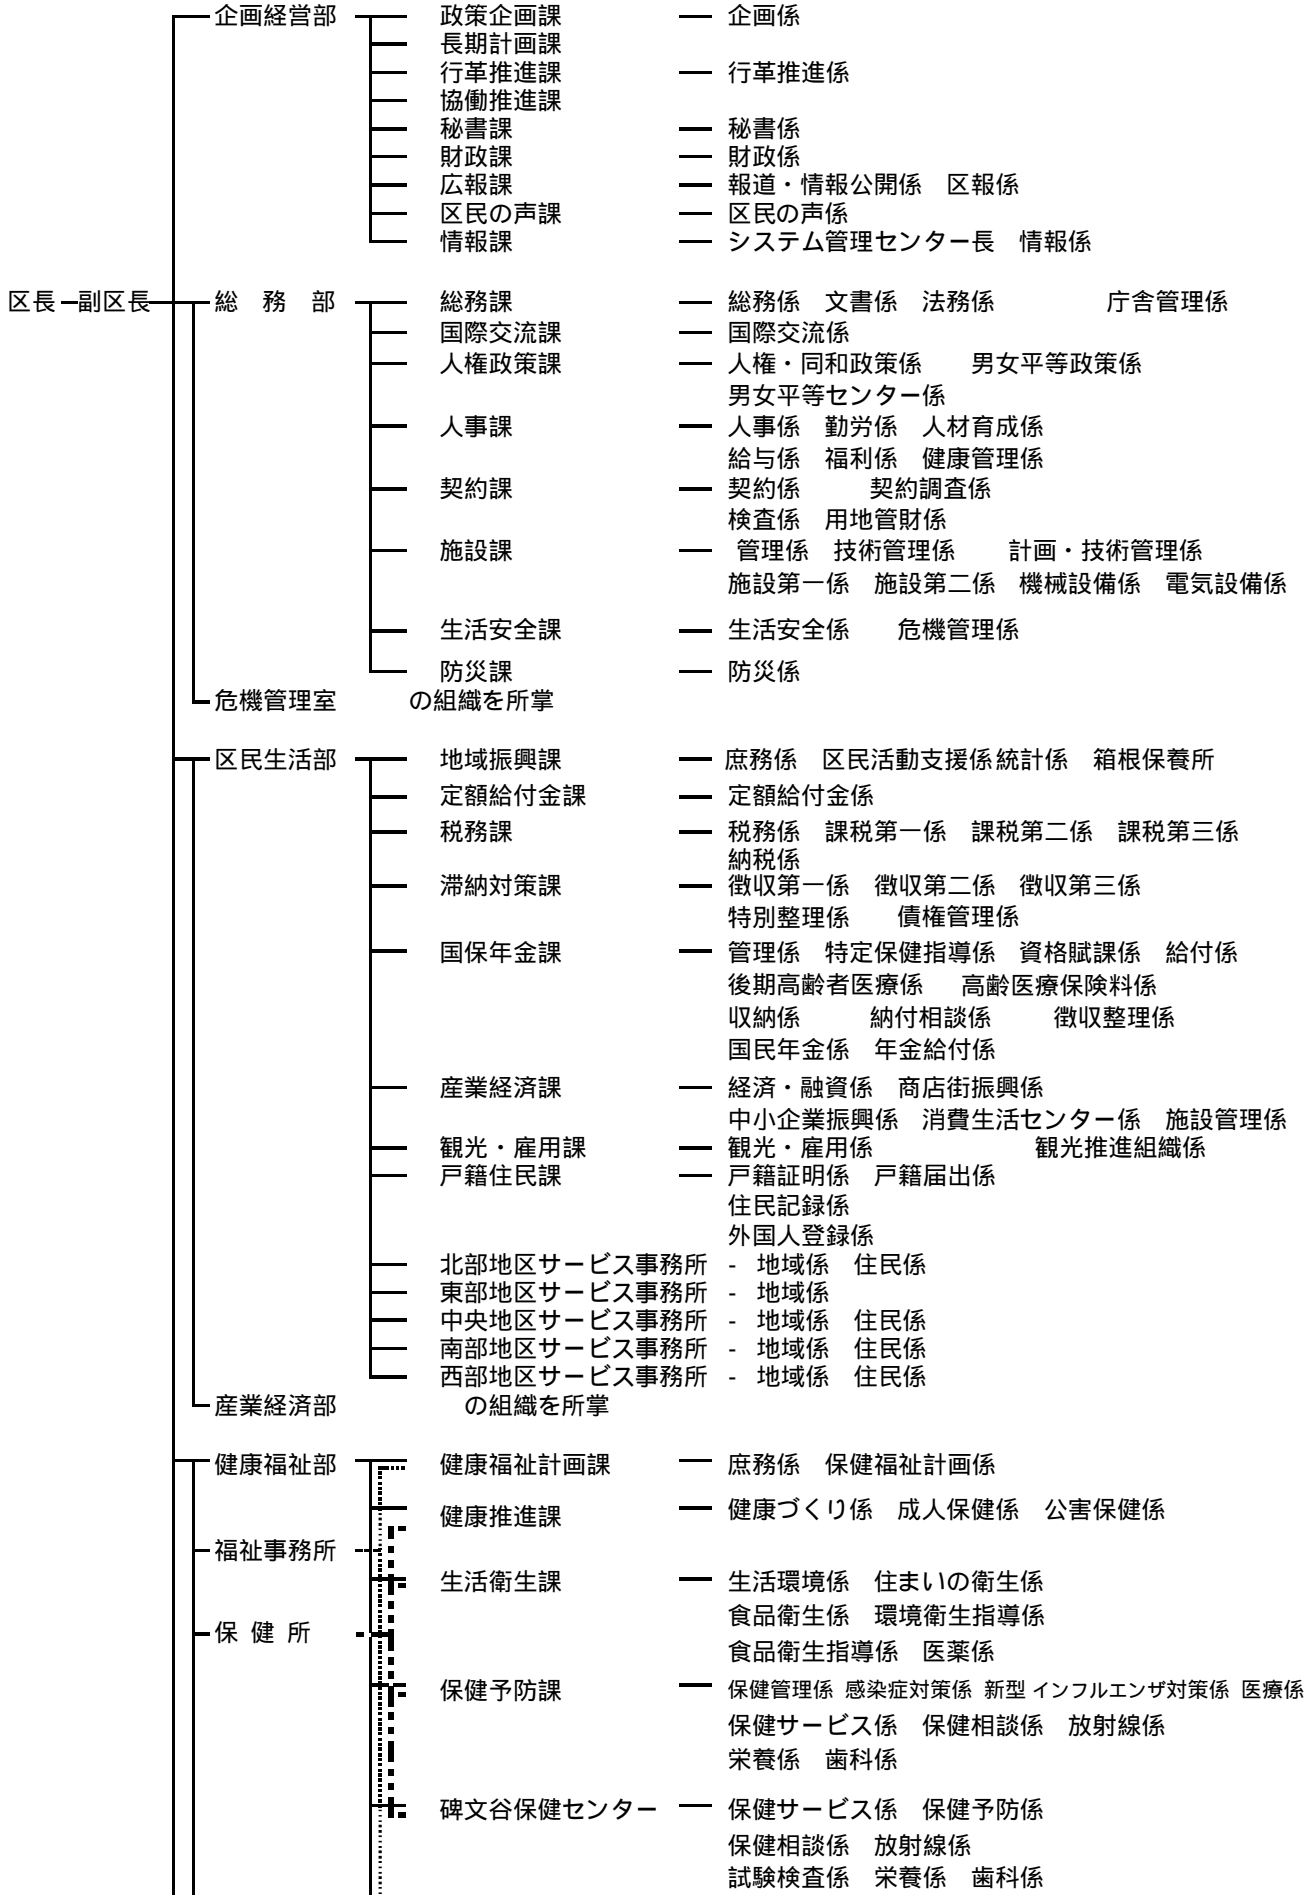 企画経営部 政策企画課 企画係
長期計画課
行革推進課 行革推進係
協働推進課
秘書課 秘書係
財政課 財政係
広報課 報道・情報公開係 区報係
区民の声課 区民の声係
情報課 システム管理センター長 情報係
区長 副区長 総 務 部 総務課 総務係 文書係 法務係 庁舎管理係
国際交流課 国際交流係
人権政策課 人権・同和政策係 男女平等政策係
男女平等センター係
人事課 人事係 勤労係 人材育成係
給与係 福利係 健康管理係
契約課 契約係 契約調査係
検査係 用地管財係
施設課 管理係 技術管理係 計画・技術管理係
施設第一係 施設第二係 機械設備係 電気設備係
生活安全課 生活安全係 危機管理係
防災課 防災係
危機管理室 の組織を所掌
区民生活部 地域振興課 庶務係 区民活動支援係 統計係 箱根保養所
定額給付金課 定額給付金係
税務課 税務係 課税第一係 課税第二係 課税第三係
納税係
滞納対策課 徴収第一係 徴収第二係 徴収第三係
特別整理係 債権管理係
国保年金課 管理係 特定保健指導係 資格賦課係 給付係
後期高齢者医療係 高齢医療保険料係
収納係 納付相談係 徴収整理係
国民年金係 年金給付係
産業経済課 経済・融資係 商店街振興係
中小企業振興係 消費生活センター係 施設管理係
観光・雇用課 観光・雇用係 観光推進組織係
戸籍住民課 戸籍証明係 戸籍届出係
住民記録係
外国人登録係
北部地区サービス事務所 - 地域係 住民係
東部地区サービス事務所 - 地域係
中央地区サービス事務所 - 地域係 住民係
南部地区サービス事務所 - 地域係 住民係
西部地区サービス事務所 - 地域係 住民係
産業経済部 の組織を所掌
健康福祉部 健康福祉計画課 庶務係 保健福祉計画係
健康推進課 健康づくり係 成人保健係 公害保健係
福祉事務所
生活衛生課 生活環境係 住まいの衛生係
食品衛生係 環境衛生指導係
保 健 所
食品衛生指導係 医薬係
保健予防課 保健管理係 感染症対策係 新型 インフルエンザ対策係 医療係
保健サービス係 保健相談係 放射線係
栄養係 歯科係
碑文谷保健センター 保健サービス係 保健予防係
保健相談係 放射線係
試験検査係 栄養係 歯科係